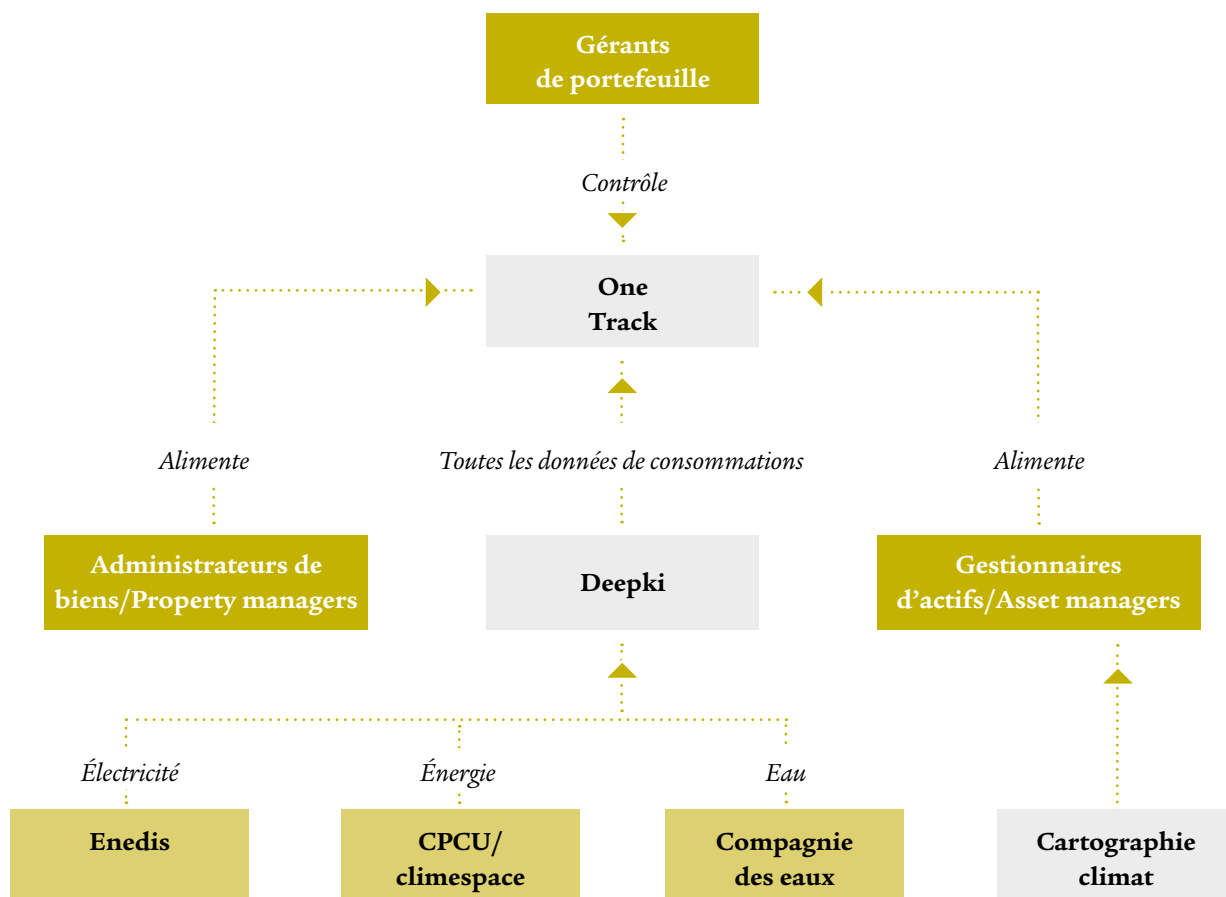 Gérants
de portefeuille
Contrôle
One
Track
Alimente
Toutes les données de consommations
Alimente
Administrateurs de
biens/Property managers
Deepki
Gestionnaires
d’actifs/Asset managers
Électricité
Énergie
Eau
Enedis
CPCU/
climespace
Compagnie
des eaux
Cartographie
climat